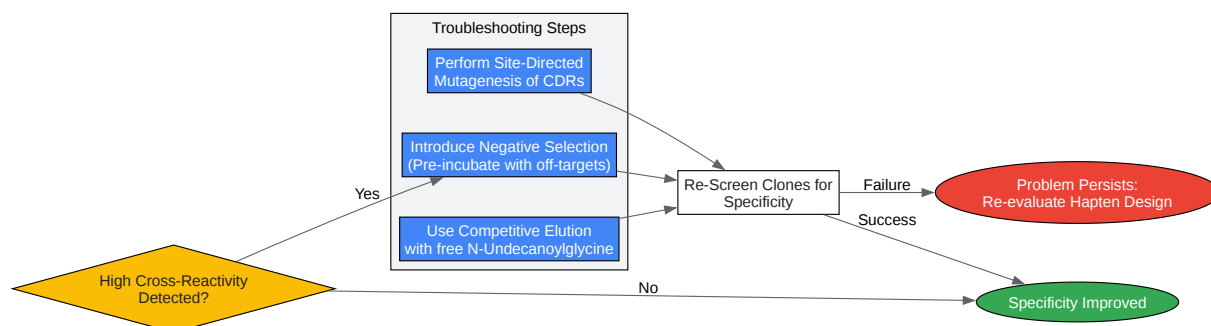 Troubleshooting Steps
Perform Site-Directed
Mutagenesis of CDRs
Introduce Negative Selection
(Pre-incubate with off-targets)
Use Competitive Elution
with free N-Undecanoylglycine
Yes
High Cross-Reactivity
Detected?
No
Re-Screen Clones for
Specificity
Failure
Success
Problem Persists:
Re-evaluate Hapten Design
Specificity Improved